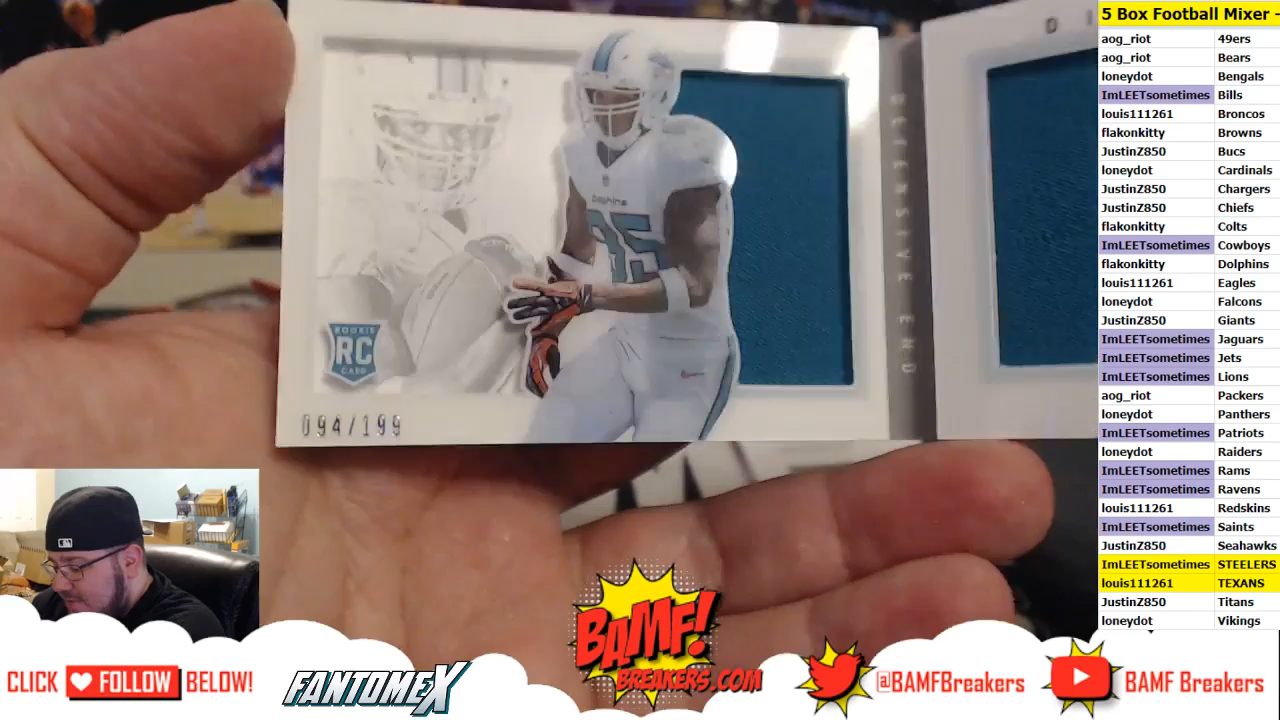 5 Box Football Mixer -
aog_riot 49ers
aog_riot Bears
loneydot Bengals
ImLEETsometimes Bills
louis111261 Broncos
flakonkitty Browns
JustinZ850 Bucs
loneydot Cardinals
JustinZ850 Chargers
JustinZ850 Chiefs
flakonkitty Colts
ImLEETsometimes Cowboys
flakonkitty Dolphins
louis111261 Eagles
loneydot Falcons
JustinZ850 Giants
ImLEETsometimes Jaguars
ImLEETsometimes Jets
ImLEETsometimes Lions
aog_riot Packers
loneydot Panthers
ImLEETsometimes Patriots
loneydot Raiders
ImLEETsometimes Rams
ImLEETsometimes Ravens
louis111261 Redskins
ImLEETsometimes Saints
JustinZ850 Seahawks
ImLEETsometimes STEELERS
louis111261 TEXANS
JustinZ850 Titans
loneydot Vikings
D I
DEFENSIVE END
Dolphins
95
ROOKIE
RC
CARD
094/199
CLICK FOLLOW BELOW!
FANTOMEX
BAMF!
BREAKERS.COM
@BAMFBreakers
BAMF Breakers